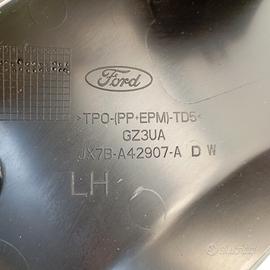 Ford
>TPO-(PP+EPM)-TD5<
GZ3UA
JX7B-A42907-A D W
LH